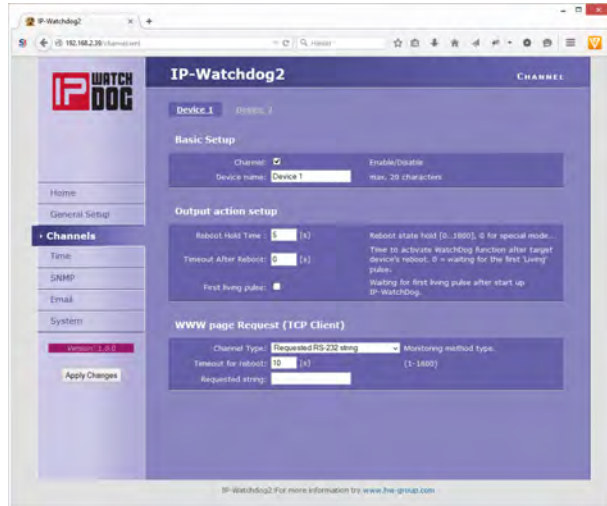 IP-Watchdog2
192.168.2.39/channel.xml
Hledat
IP WATCH DOG
IP-Watchdog2
CHANNEL
Device 1
Device 2
Basic Setup
Channel:
Enable/Disable
Device name: Device 1
max. 20 characters
Home
General Setup
Channels
Time
SNMP
Email
System
Version: 1.0.0
Apply Changes
Output action setup
Reboot Hold Time : 5 [s]
Reboot state hold [0..1800], 0 for special mode...
Timeout After Reboot: 0 [s]
Time to activate WatchDog function after target
device's reboot. 0 = waiting for the first 'Living'
pulse.
First living pulse:
Waiting for first living pulse after start up
IP-WatchDog.
WWW page Request (TCP Client)
Channel Type: Requested RS-232 string
Monitoring method type.
Timeout for reboot: 10 [s]
(1-1600)
Requested string:
IP-Watchdog2:For more information try www.hw-group.com